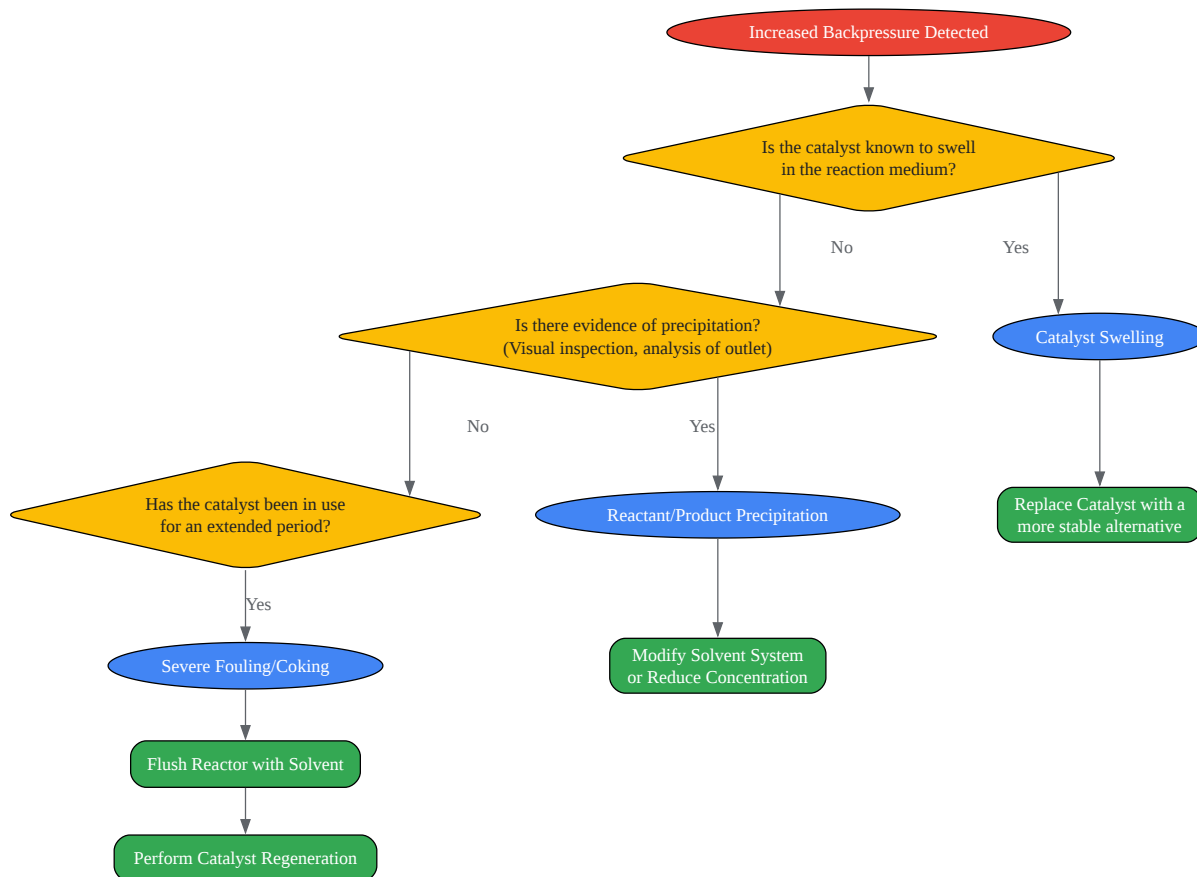 Increased Backpressure Detected
Is the catalyst known to swell
in the reaction medium?
No
Yes
Is there evidence of precipitation?
(Visual inspection, analysis of outlet)
Catalyst Swelling
No
Yes
Has the catalyst been in use
for an extended period?
Reactant/Product Precipitation
Replace Catalyst with a
more stable alternative
Yes
Severe Fouling/Coking
Modify Solvent System
or Reduce Concentration
Flush Reactor with Solvent
Perform Catalyst Regeneration